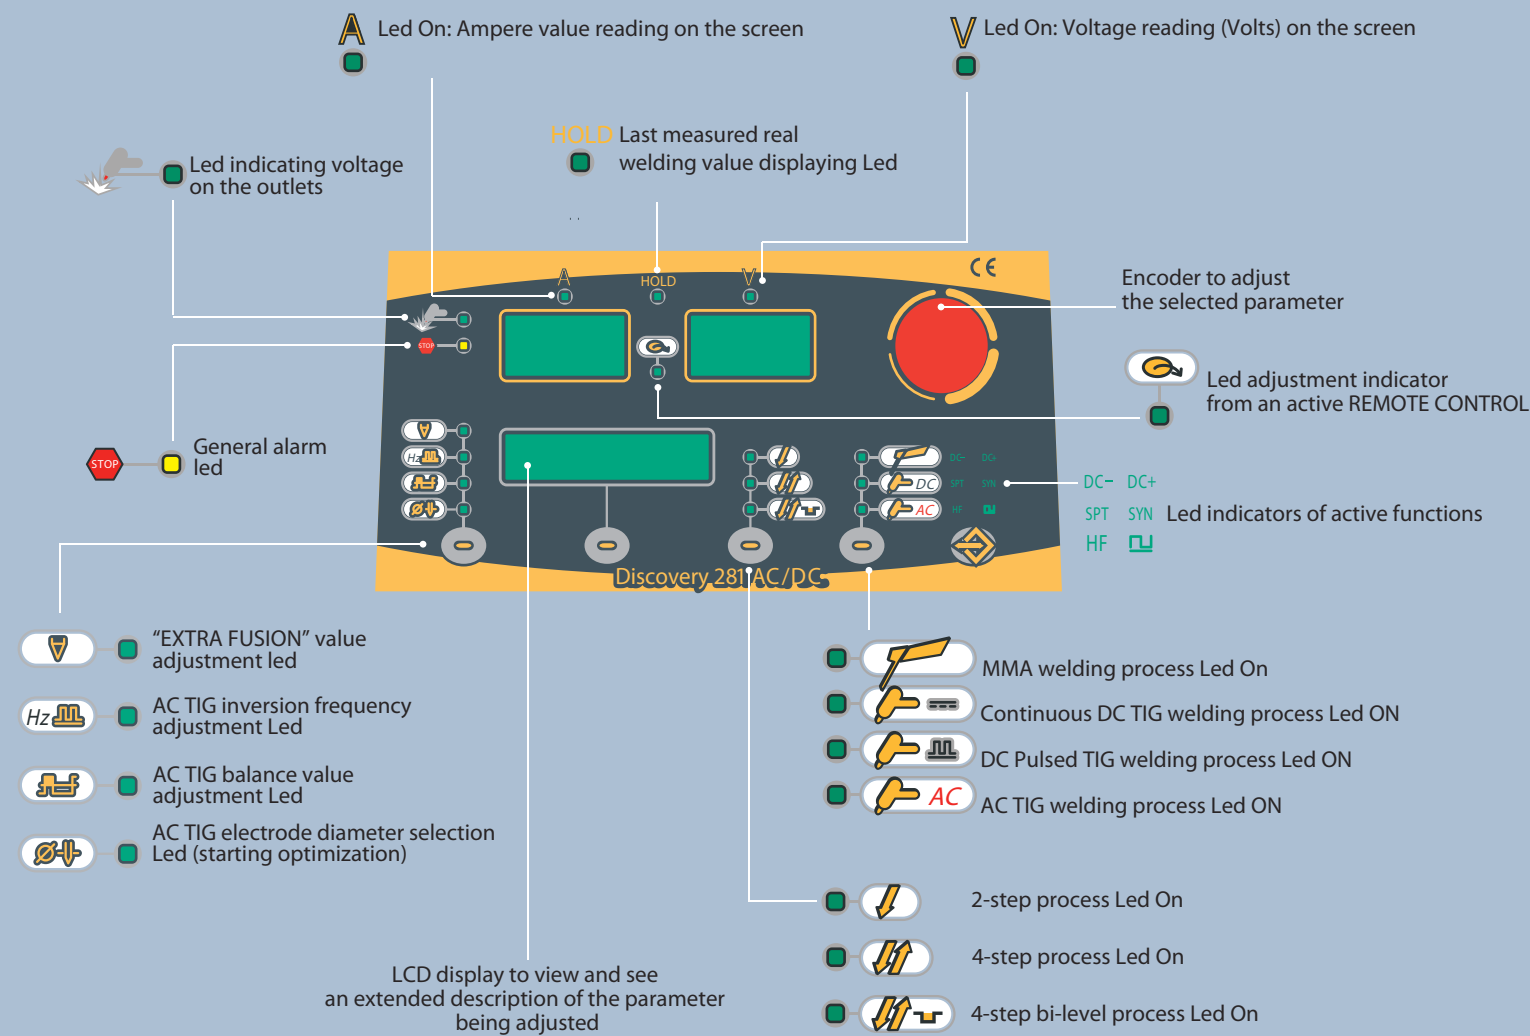 A Led On: Ampere value reading on the screen
V Led On: Voltage reading (Volts) on the screen
HOLD Last measured real
welding value displaying Led
Led indicating voltage
on the outlets
A
HOLD
V
CE
Encoder to adjust
the selected parameter
STOP
Led adjustment indicator
from an active REMOTE CONTROL
STOP
General alarm
led
Hz
DC- DC+
DC SPT SYN
AC HF
DC- DC+
SPT SYN
HF
Led indicators of active functions
Discovery 281 AC/DC
"EXTRA FUSION" value
adjustment led
Hz
AC TIG inversion frequency
adjustment Led
AC TIG balance value
adjustment Led
AC TIG electrode diameter selection
Led (starting optimization)
MMA welding process Led On
Continuous DC TIG welding process Led ON
DC Pulsed TIG welding process Led ON
AC
AC TIG welding process Led ON
2-step process Led On
4-step process Led On
4-step bi-level process Led On
LCD display to view and see
an extended description of the parameter
being adjusted